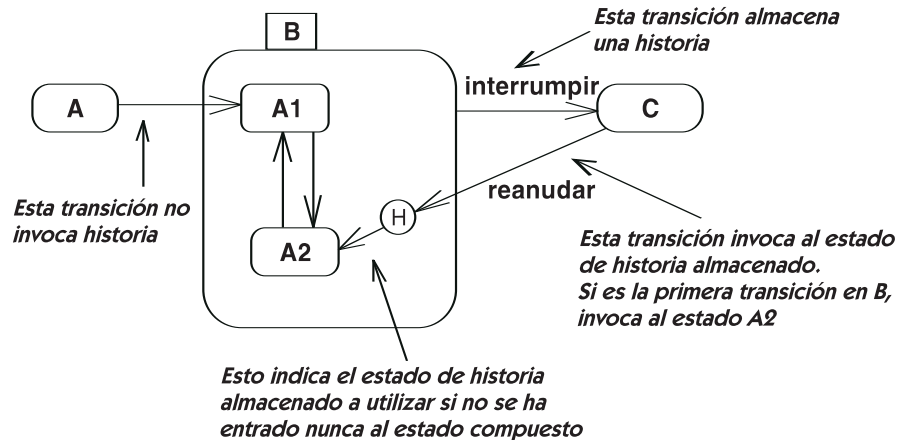 Esta transición almacena
una historia
B
interrumpir
A
A1
C
reanudar
H
Esta transición no
invoca historia
A2
Esta transición invoca al estado
de historia almacenado.
Si es la primera transición en B,
invoca al estado A2
Esto indica el estado de historia
almacenado a utilizar si no se ha
entrado nunca al estado compuesto